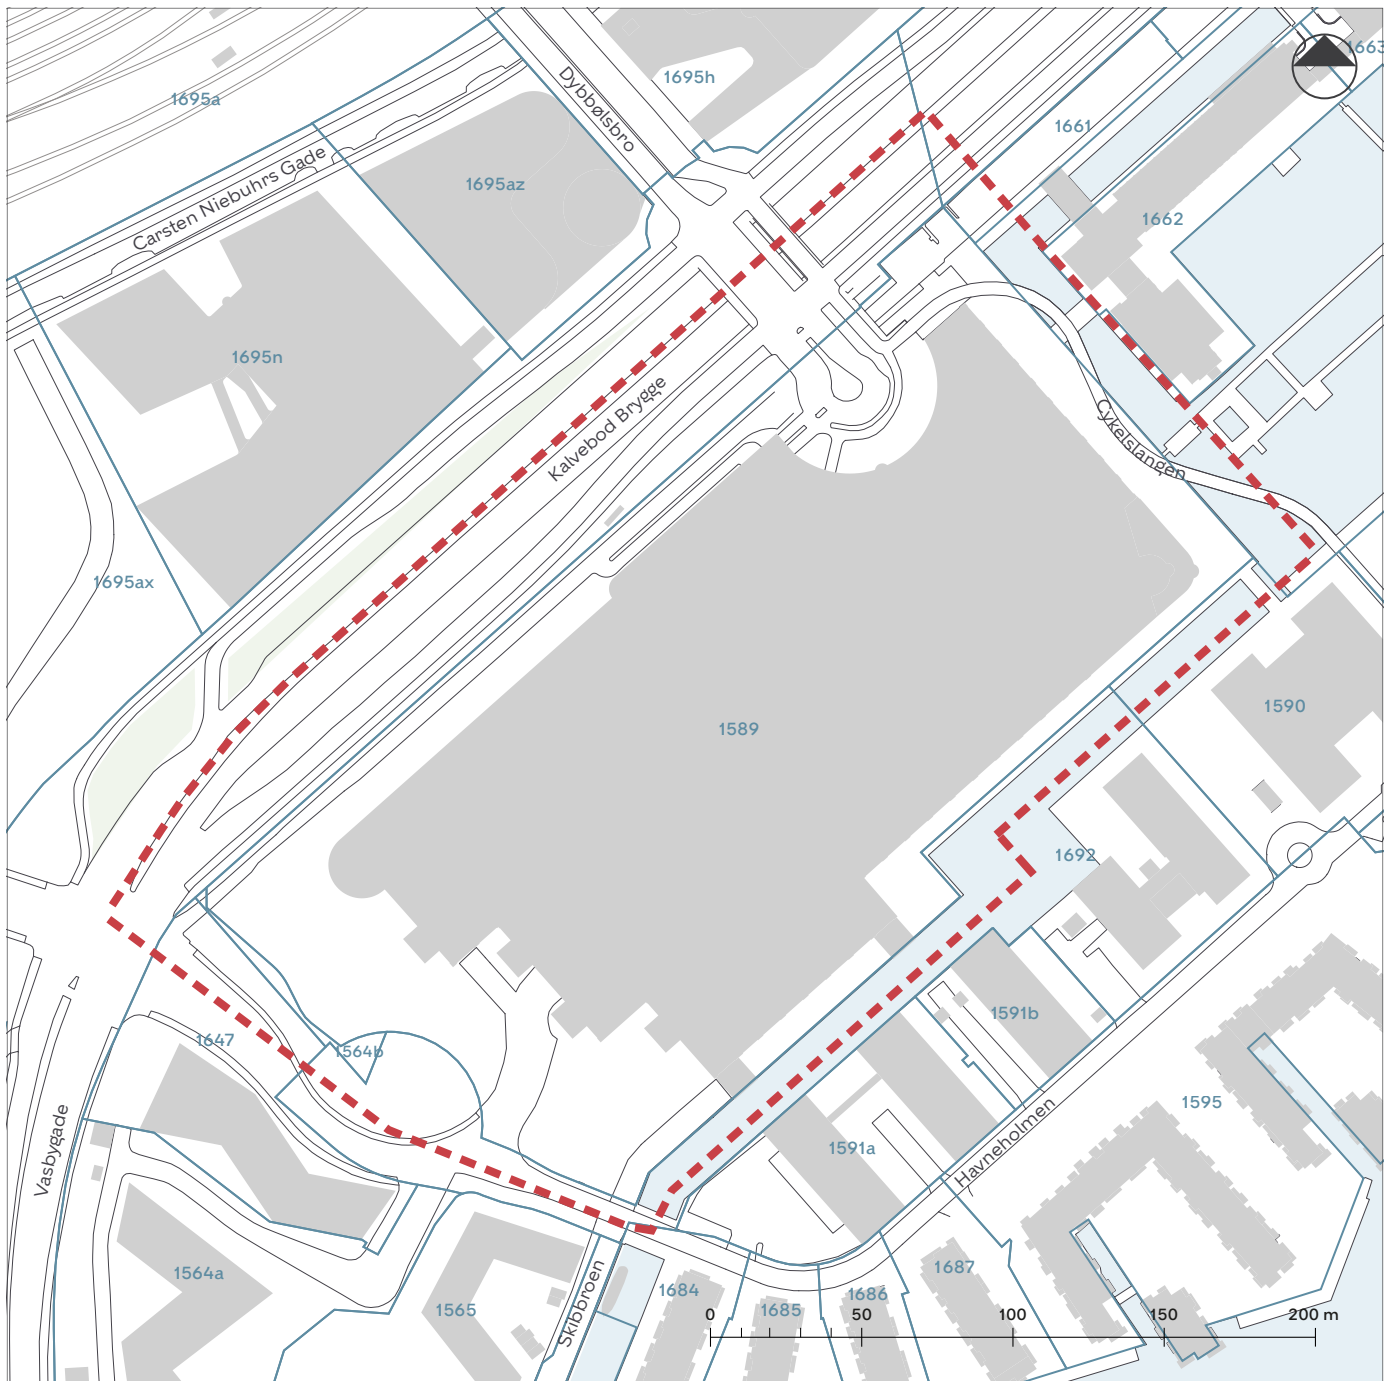 1663
1695h
1695a
Dybbølsbro
1661
Carsten Niebuhrs Gade
1695az
1662
1695n
Kalvebod Brygge
Cykelslangen
1695ax
1589
1590
1692
1591b
1647
1564b
1595
1591a
Havneholmen
Vasbygade
1564a
1565
Skibbroen
1684
1685
1686
1687
0 50 100 150 200 m